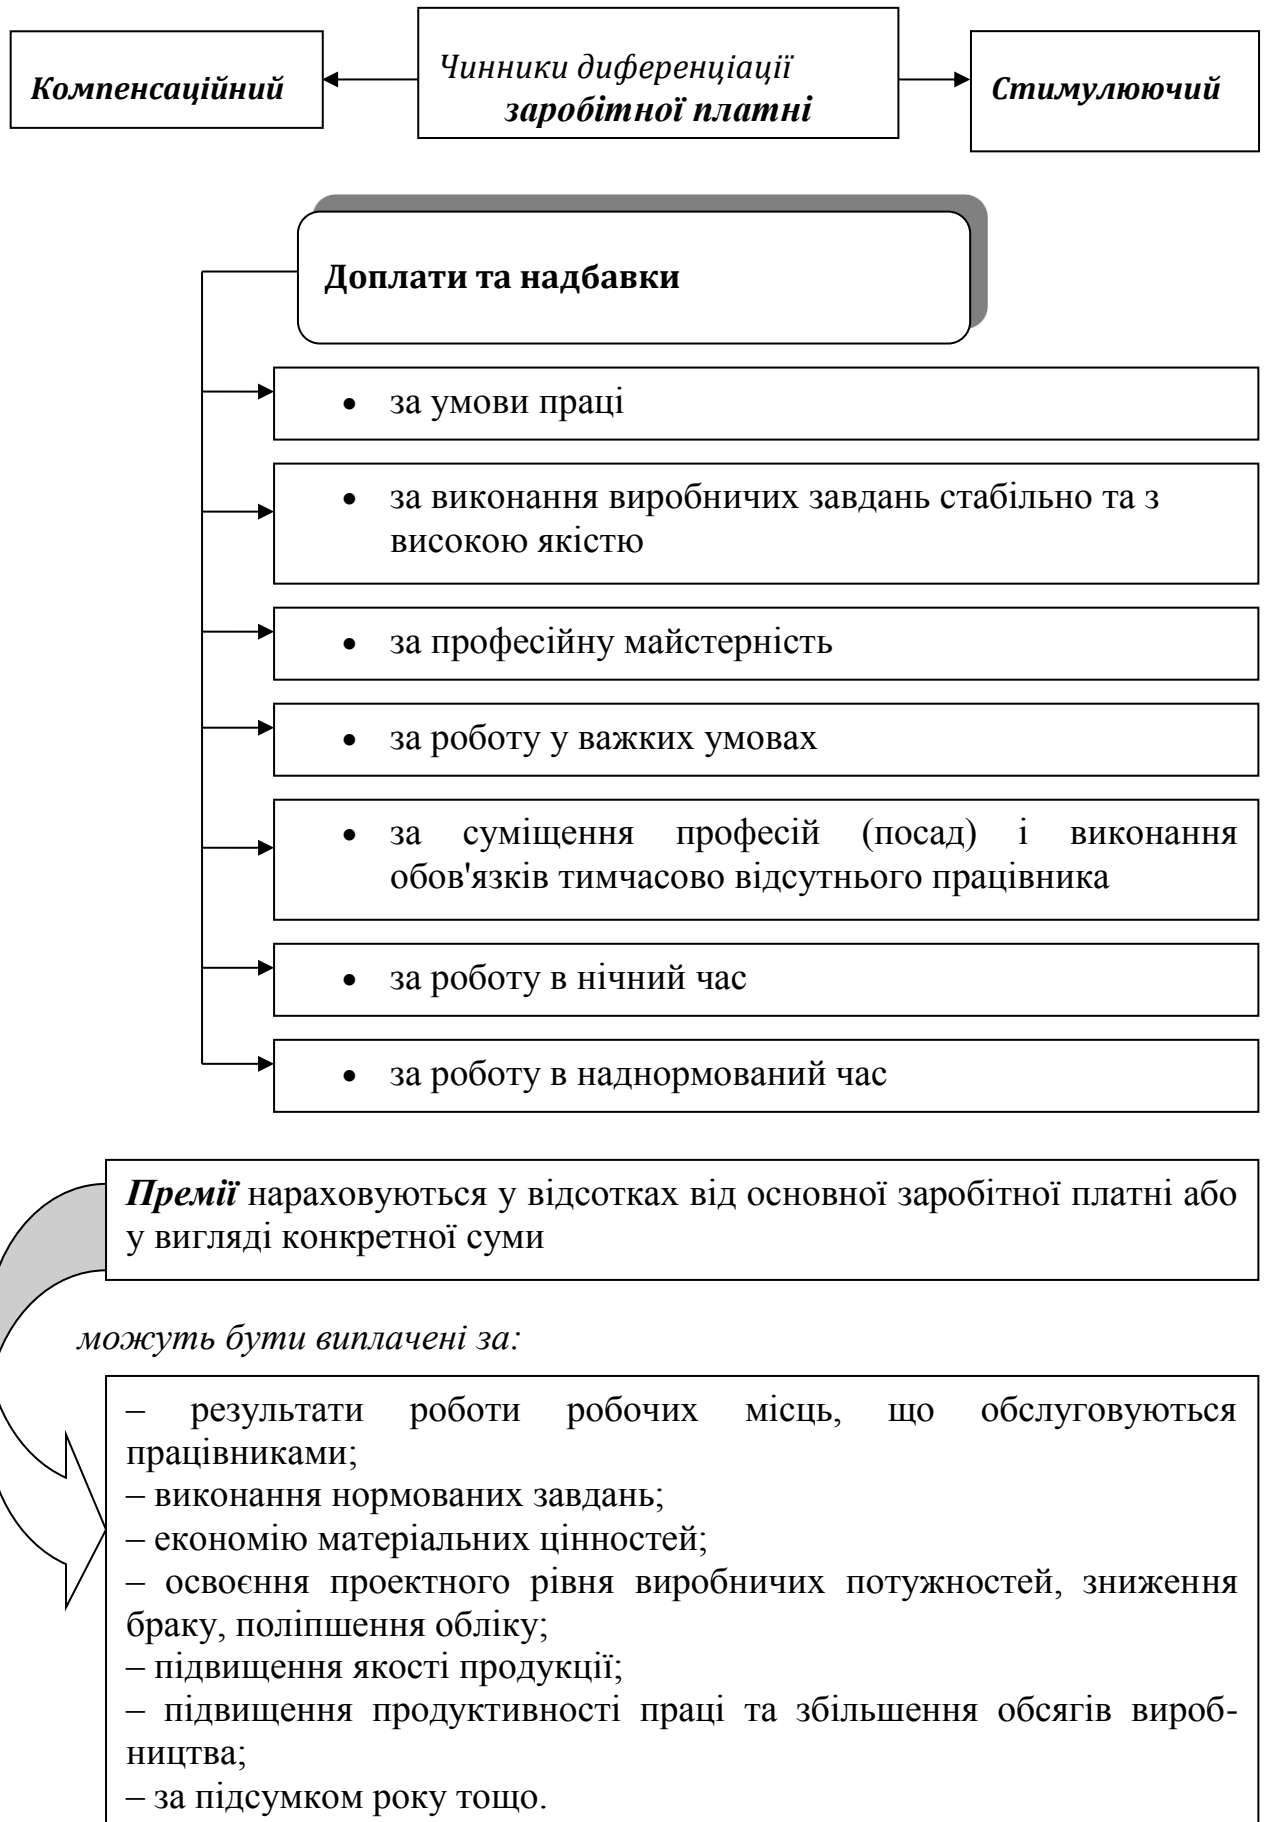 Компенсаційний
Чинники диференціації
заробітної платні
Стимулюючий
Доплати та надбавки
• за умови праці
• за виконання виробничих завдань стабільно та з
високою якістю
• за професійну майстерність
• за роботу у важких умовах
• за суміщення професій (посад) і виконання
обов'язків тимчасово відсутнього працівника
• за роботу в нічний час
• за роботу в наднормований час
Премії нараховуються у відсотках від основної заробітної платні або
у вигляді конкретної суми
можуть бути виплачені за:
– результати роботи робочих місць, що обслуговуються
працівниками;
– виконання нормованих завдань;
– економію матеріальних цінностей;
– освоєння проектного рівня виробничих потужностей, зниження
браку, поліпшення обліку;
– підвищення якості продукції;
– підвищення продуктивності праці та збільшення обсягів вироб-
ництва;
– за підсумком року тощо.